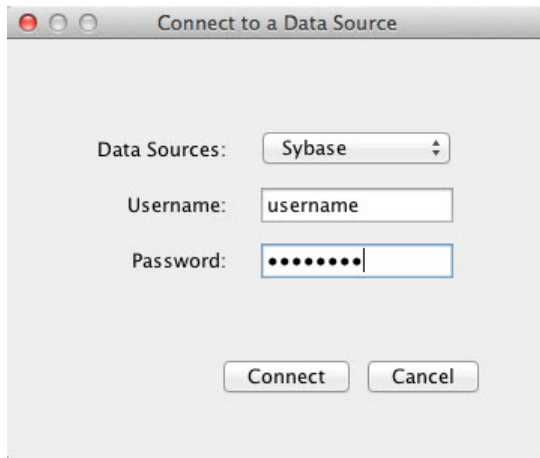 Connect to a Data Source
Data Sources: Sybase
Username: username
Password: ••••••••
Connect Cancel